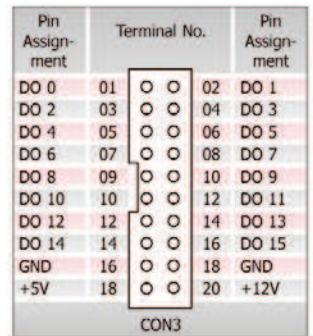 Pin Assign-ment Terminal No. Pin Assign-ment
DO 0 01 02 DO 1
DO 2 03 04 DO 3
DO 4 05 06 DO 5
DO 6 07 08 DO 7
DO 8 09 10 DO 9
DO 10 10 12 DO 11
DO 12 12 14 DO 13
DO 14 14 16 DO 15
GND 16 18 GND
+5V 18 20 +12V
CON3